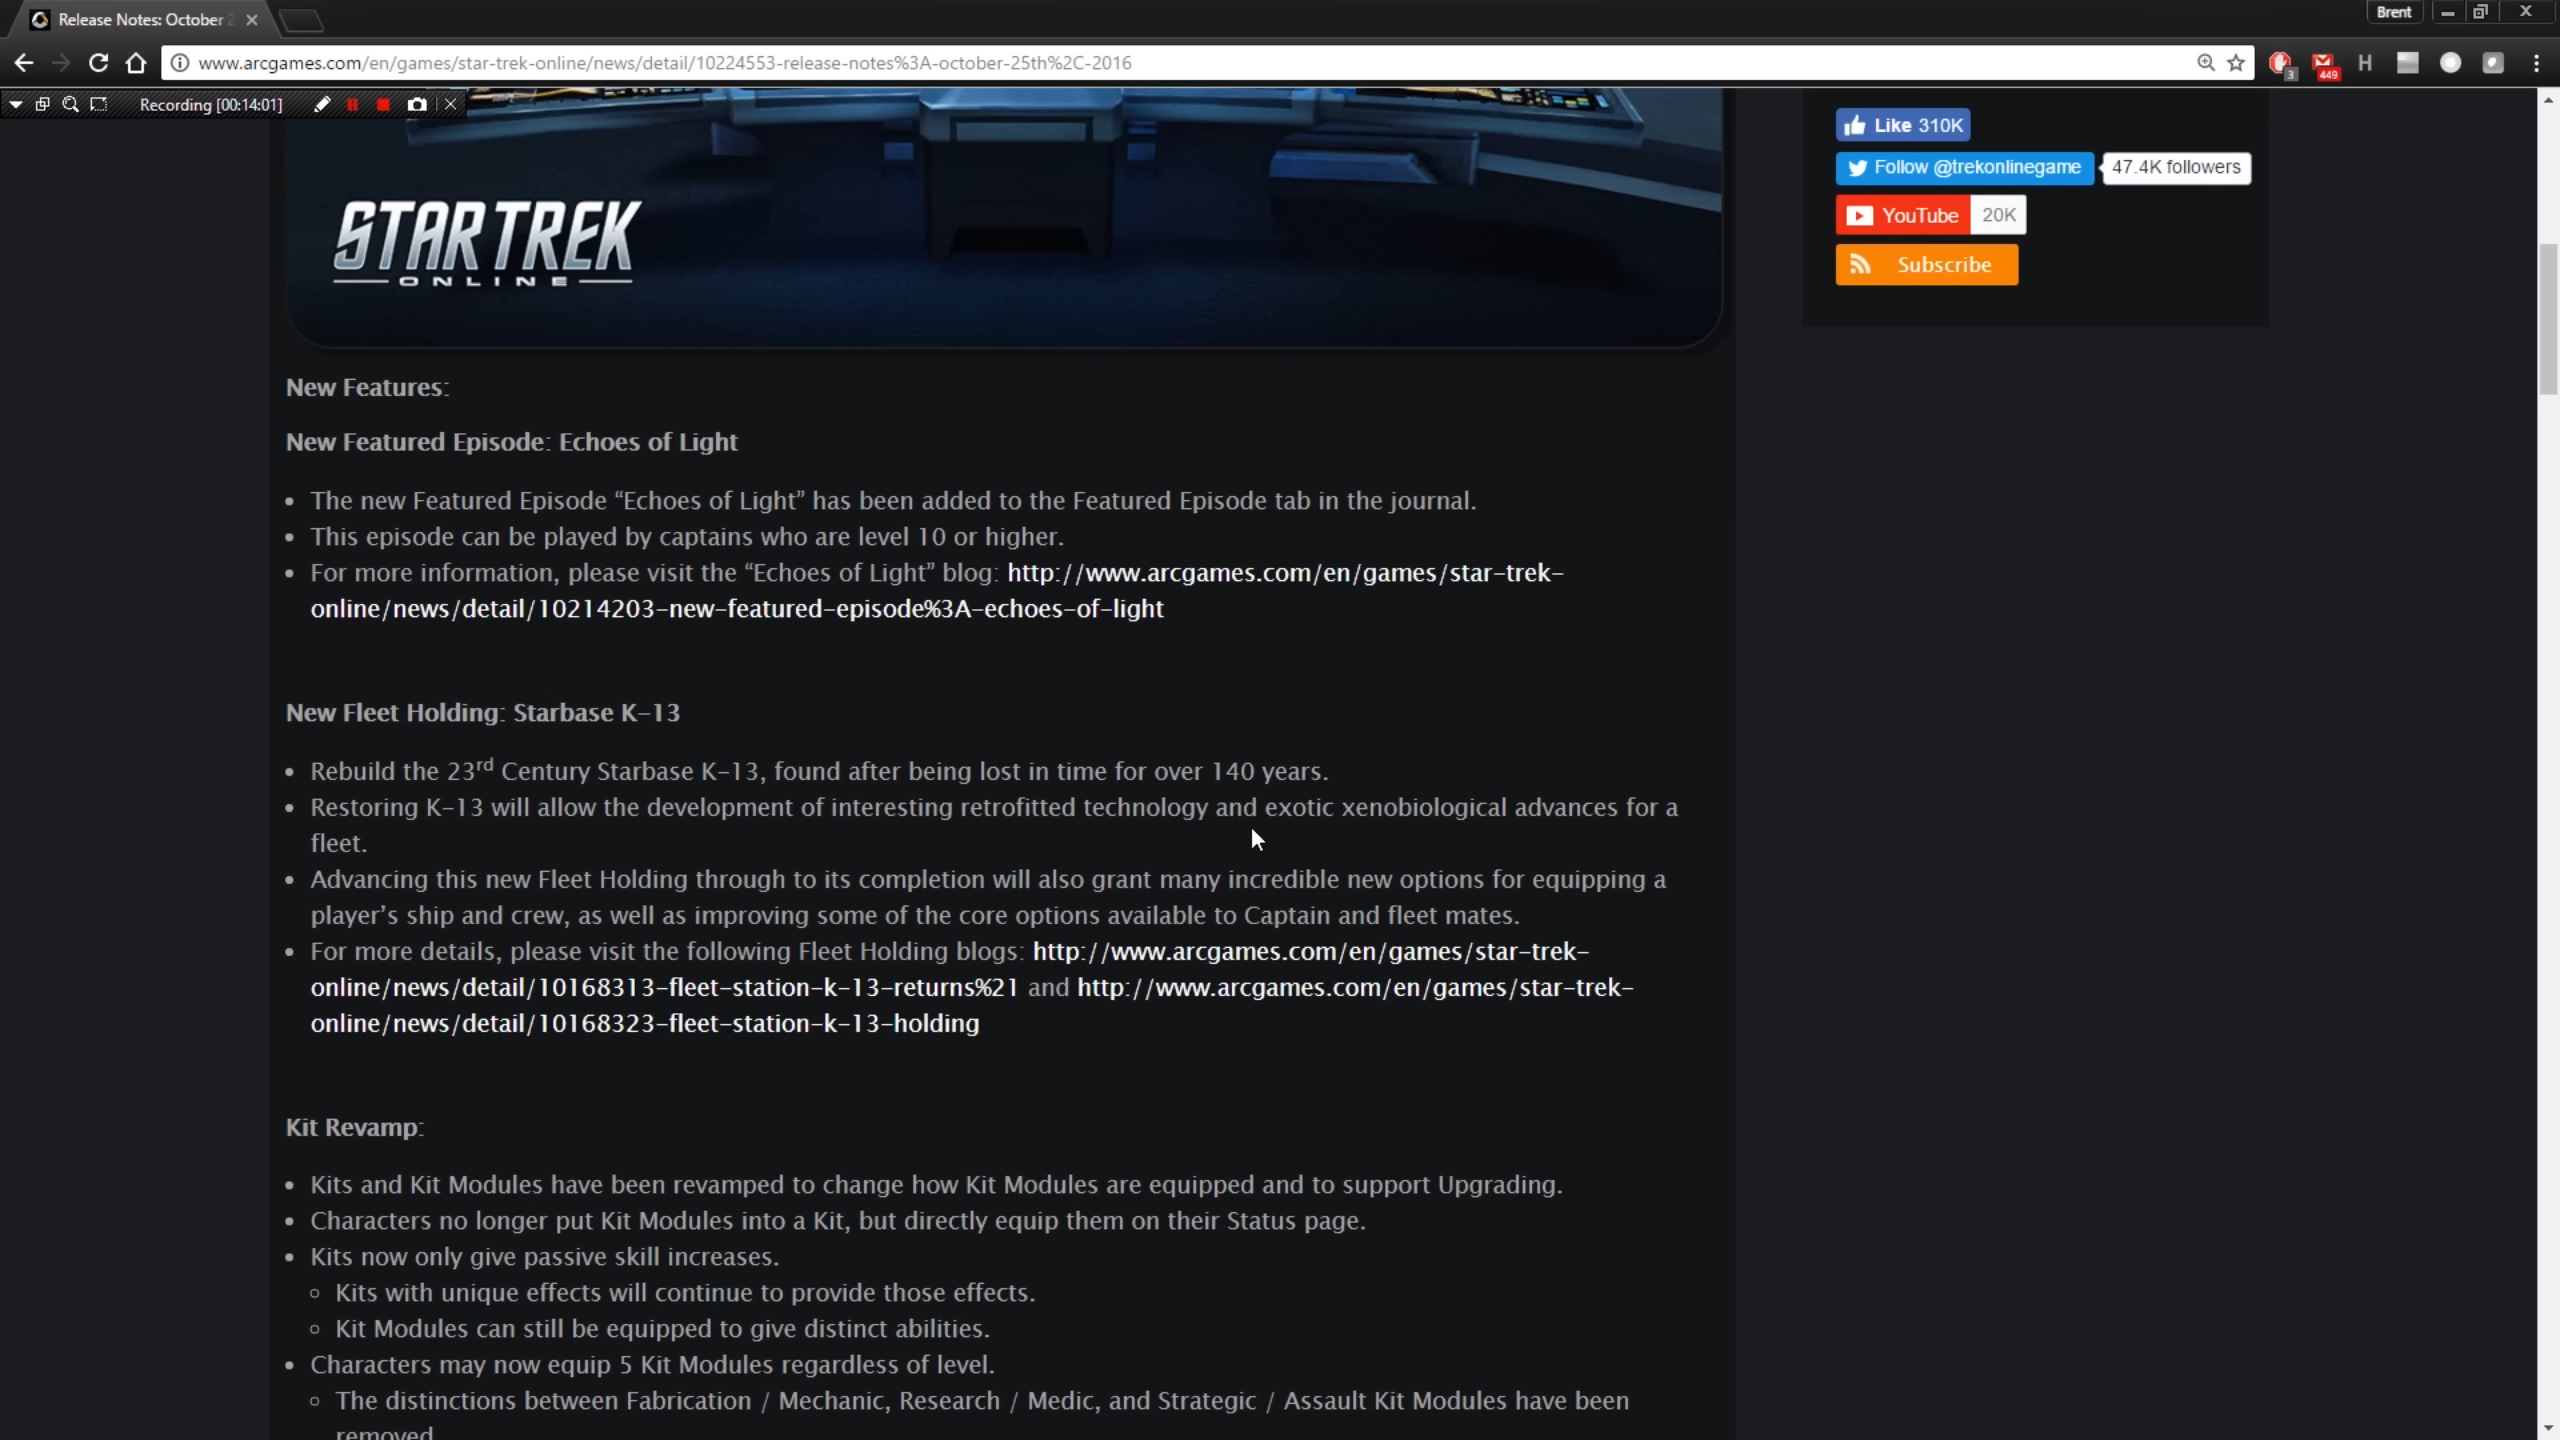 Release Notes: October 2
Brent
www.arcgames.com/en/games/star-trek-online/news/detail/10224553-release-notes%3A-october-25th%2C-2016
3
449
H
Recording [00:14:01]
Like 310K
Follow @trekonlinegame 47.4K followers
YouTube 20K
Subscribe
STAR TREK
ONLINE
New Features:
New Featured Episode: Echoes of Light
• The new Featured Episode “Echoes of Light” has been added to the Featured Episode tab in the journal.
• This episode can be played by captains who are level 10 or higher.
• For more information, please visit the “Echoes of Light” blog: http://www.arcgames.com/en/games/star-trek-
online/news/detail/10214203-new-featured-episode%3A-echoes-of-light
New Fleet Holding: Starbase K-13
• Rebuild the 23rd Century Starbase K-13, found after being lost in time for over 140 years.
• Restoring K-13 will allow the development of interesting retrofitted technology and exotic xenobiological advances for a
fleet.
• Advancing this new Fleet Holding through to its completion will also grant many incredible new options for equipping a
player’s ship and crew, as well as improving some of the core options available to Captain and fleet mates.
• For more details, please visit the following Fleet Holding blogs: http://www.arcgames.com/en/games/star-trek-
online/news/detail/10168313-fleet-station-k-13-returns%21 and http://www.arcgames.com/en/games/star-trek-
online/news/detail/10168323-fleet-station-k-13-holding
Kit Revamp:
• Kits and Kit Modules have been revamped to change how Kit Modules are equipped and to support Upgrading.
• Characters no longer put Kit Modules into a Kit, but directly equip them on their Status page.
• Kits now only give passive skill increases.
◦ Kits with unique effects will continue to provide those effects.
◦ Kit Modules can still be equipped to give distinct abilities.
• Characters may now equip 5 Kit Modules regardless of level.
◦ The distinctions between Fabrication / Mechanic, Research / Medic, and Strategic / Assault Kit Modules have been
removed